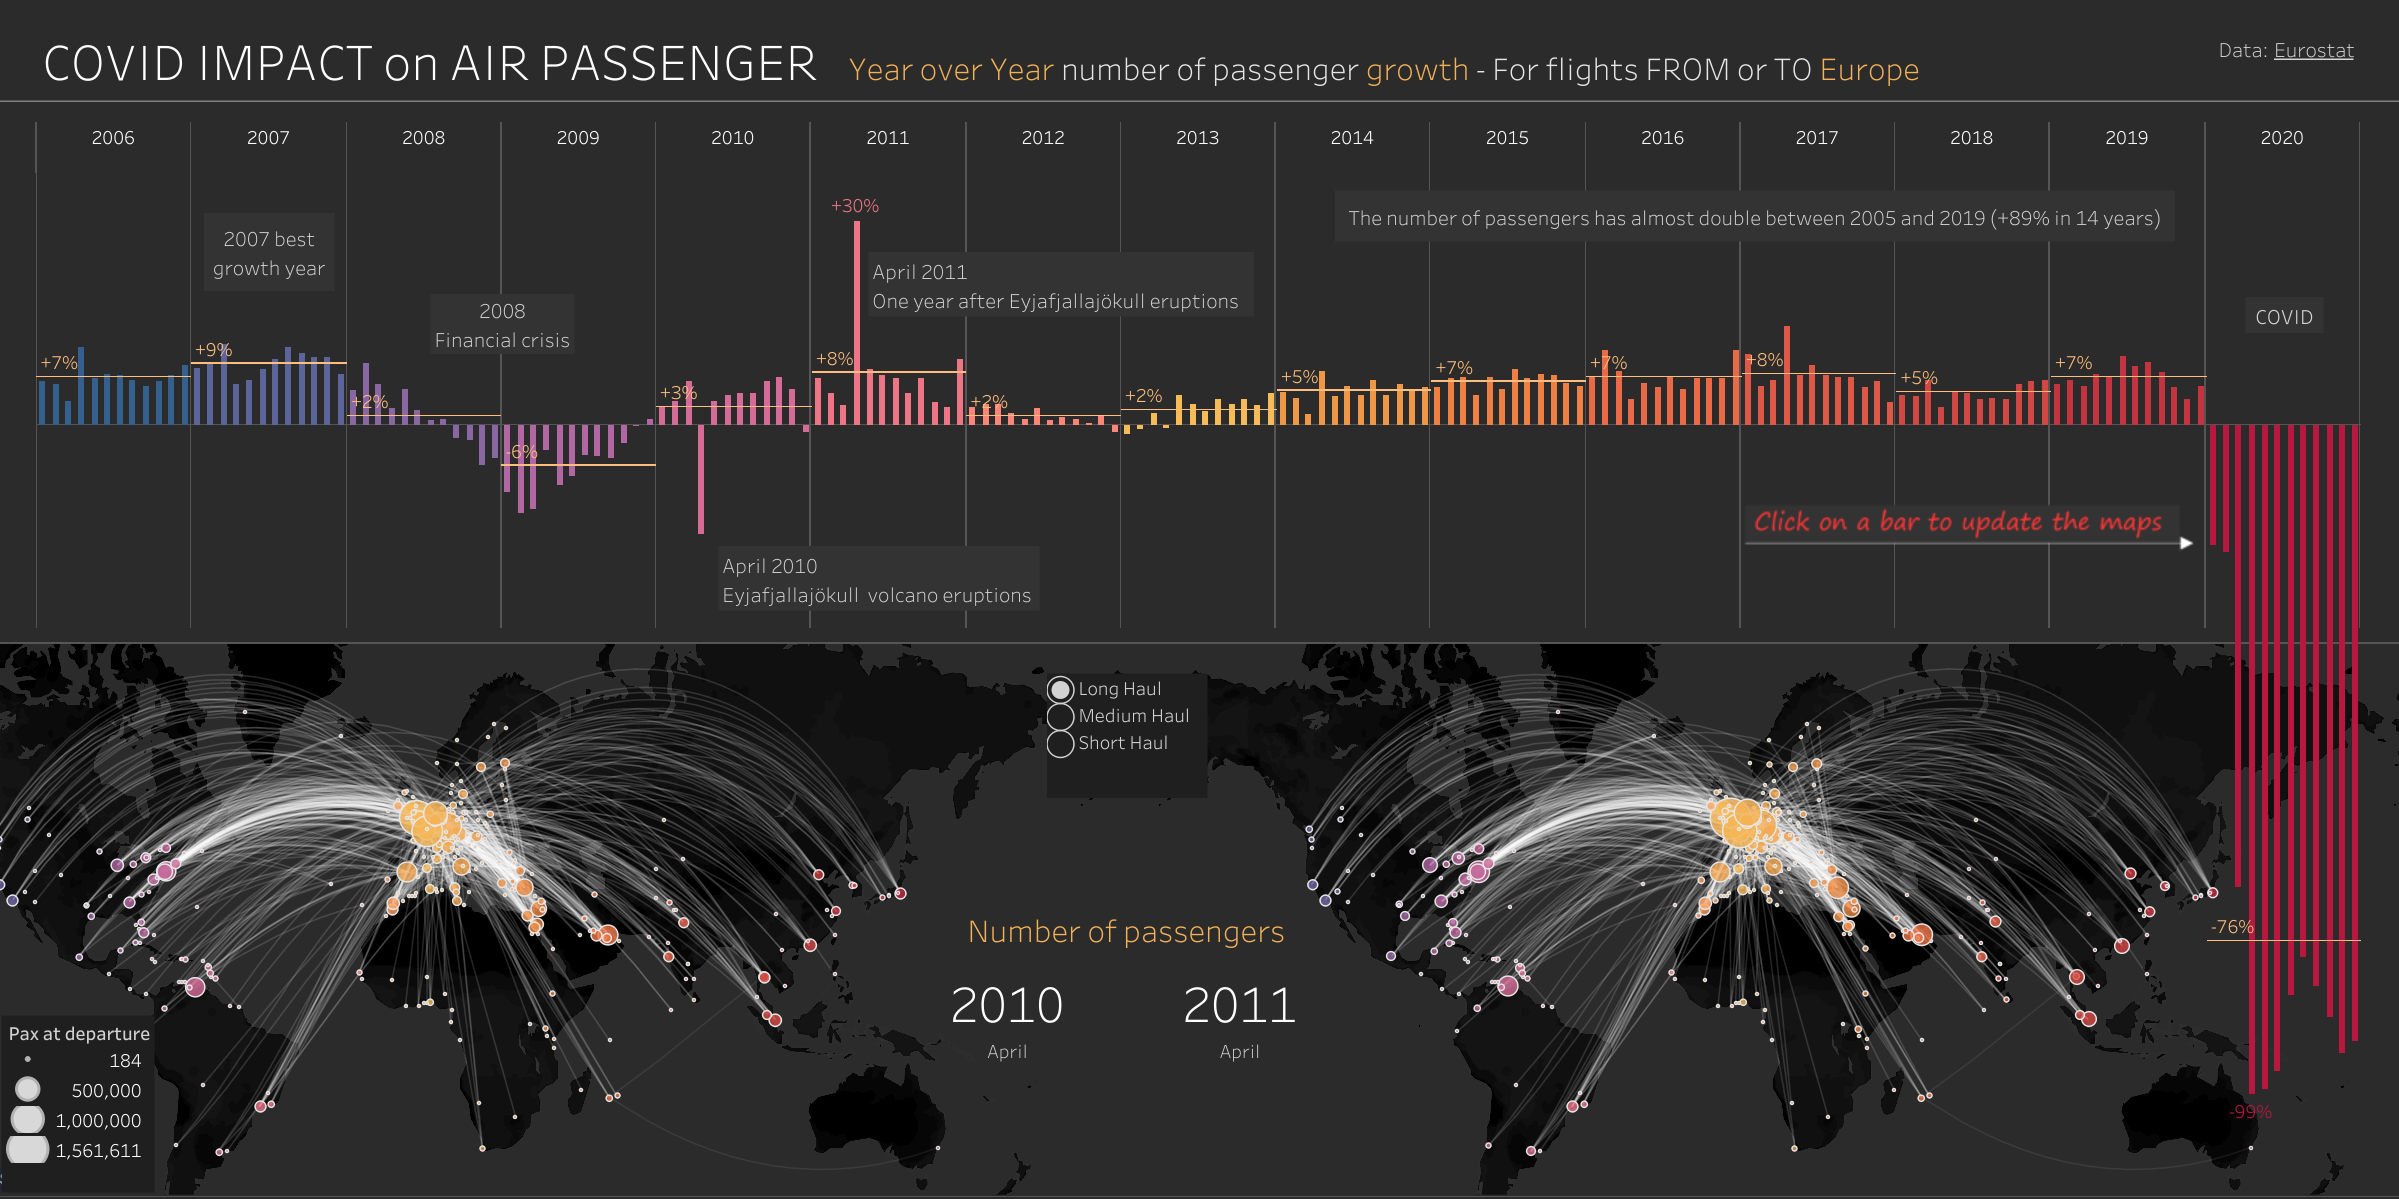 COVID IMPACT on AIR PASSENGER Year over Year number of passenger growth - For flights FROM or TO Europe
Data: Eurostat
2006 2007 2008 2009 2010 2011 2012 2013 2014 2015 2016 2017 2018 2019 2020
+30%
The number of passengers has almost double between 2005 and 2019 (+89% in 14 years)
2007 best
growth year
April 2011
One year after Eyjafjallajökull eruptions
2008
Financial crisis
COVID
+7% +9% +2% -6% +3% +8% +2% +2% +5% +7% +7% +8% +5% +7%
Click on a bar to update the maps
April 2010
Eyjafjallajökull volcano eruptions
Long Haul
Medium Haul
Short Haul
-76%
Number of passengers
2010 2011
April April
Pax at departure
184
500,000
1,000,000
1,561,611
-99%